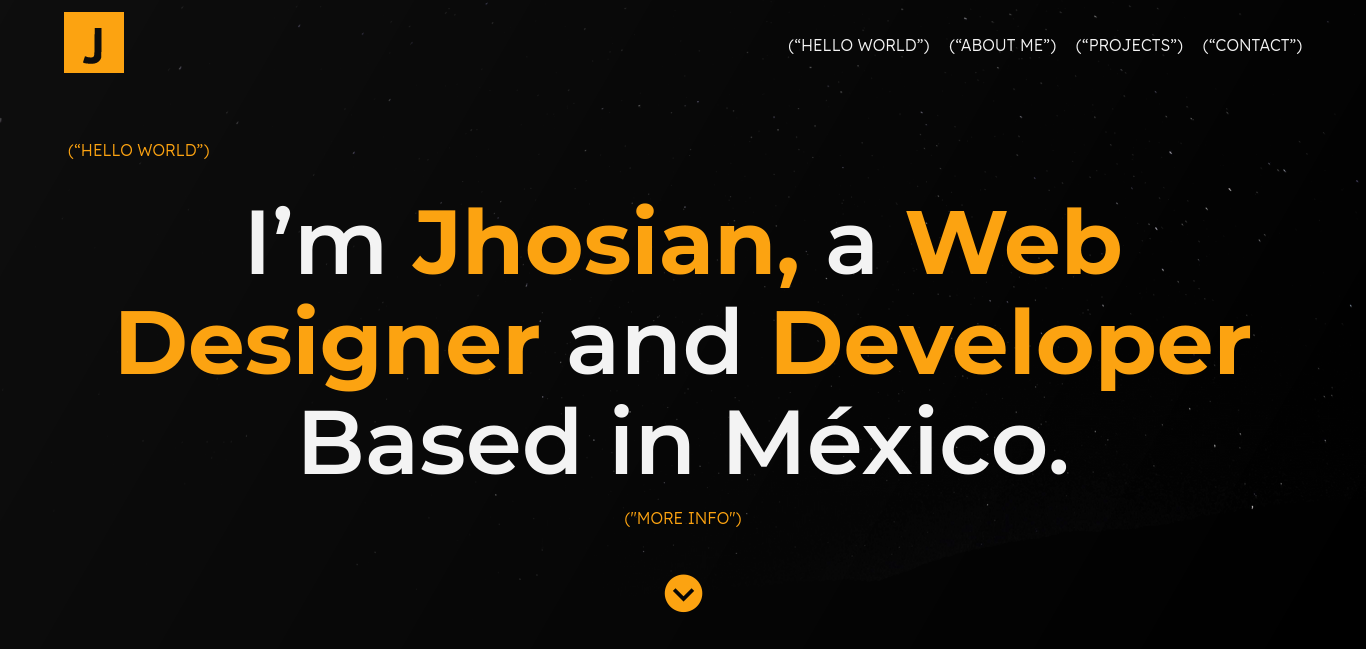 J
(“HELLO WORLD”) (“ABOUT ME”) (“PROJECTS”) (“CONTACT”)
(“HELLO WORLD”)
I’m Jhosian, a Web
Designer and Developer
Based in México.
("MORE INFO")